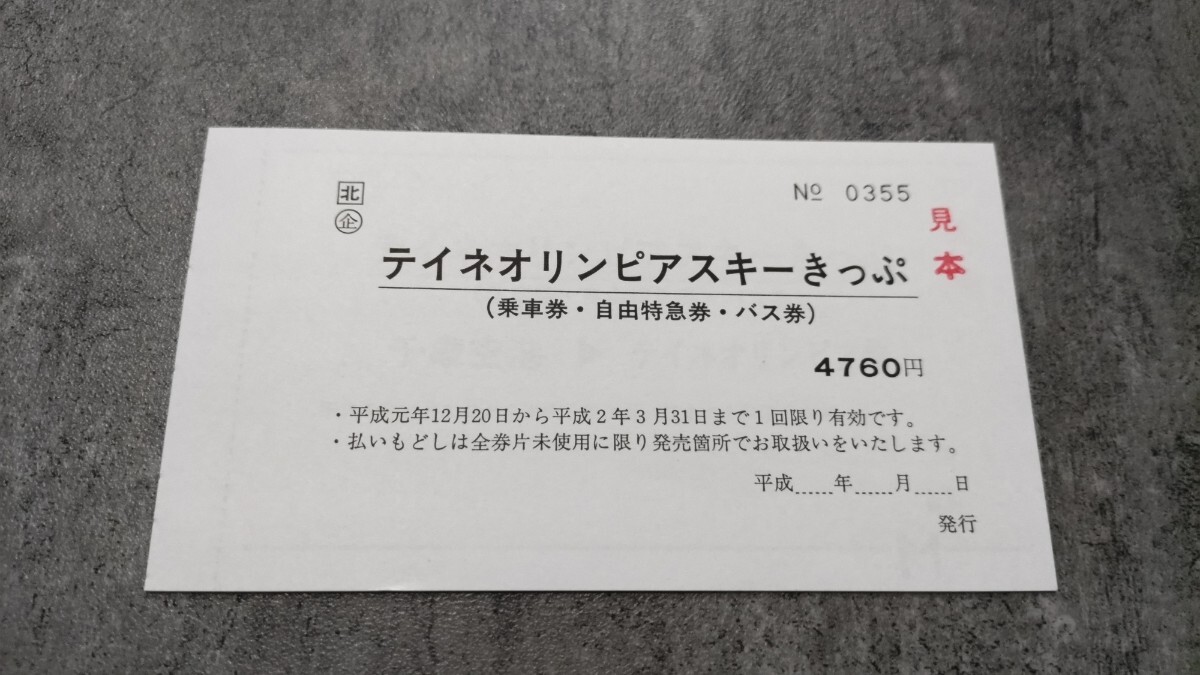 北
企
No 0355
見本
テイネオリンピアスキーきっぷ
(乗車券・自由特急券・バス券)
4760円
・平成元年12月20日から平成2年3月31日まで1回限り有効です。
・払いもどしは全券片未使用に限り発売箇所でお取扱いをいたします。
平成......年......月......日
発行